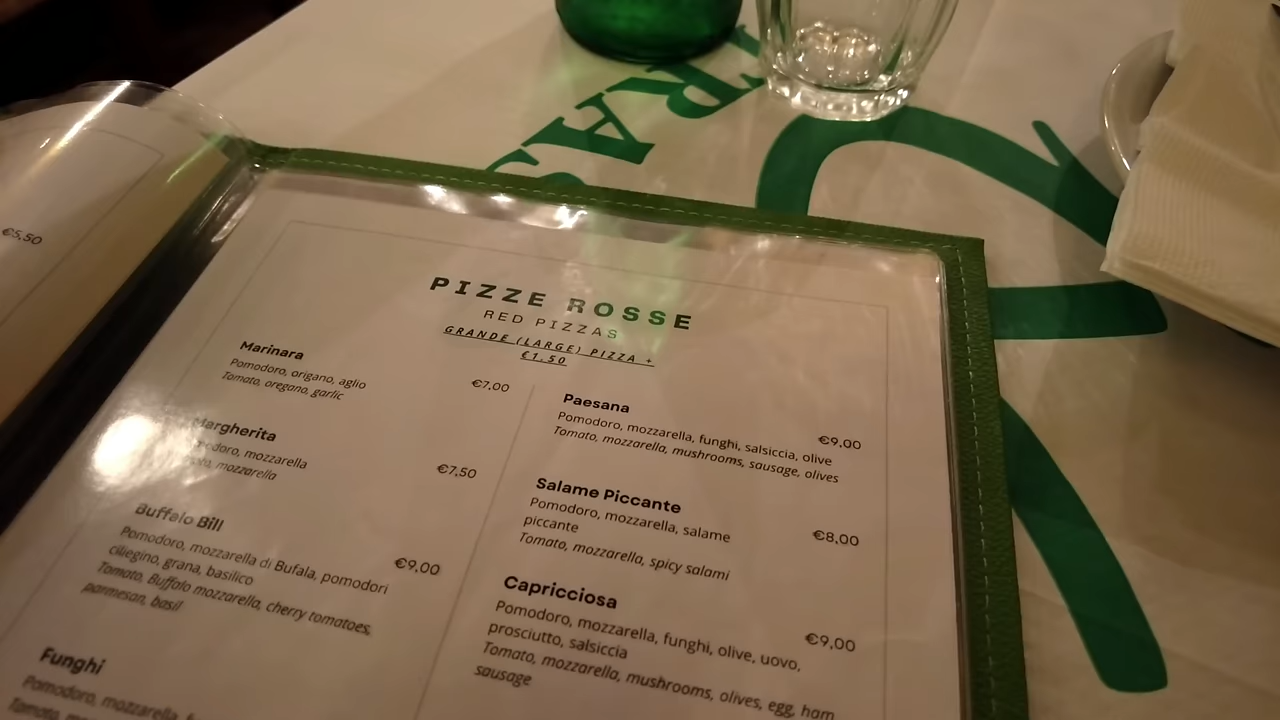 €5,50
TRAS
PIZZE ROSSE
RED PIZZAS
GRANDE (LARGE) PIZZA +
€1.50
Marinara
€7,00
Pomodoro, origano, aglio
Tomato, oregano, garlic
Margherita
mozzarella
€7,50
mozzarella
Buffalo Bill
Pomodoro, mozzarella di Bufala, pomodori
€9,00
ciliegino, grana, basilico
Tomato, Buffalo mozzarella, cherry tomatoes,
parmesan, basil
Funghi
Pomodoro, mozzarella,
Paesana
Pomodoro, mozzarella, funghi, salsiccia, olive
€9,00
Tomato, mozzarella, mushrooms, sausage, olives
Salame Piccante
Pomodoro, mozzarella, salame
€8,00
piccante
Tomato, mozzarella, spicy salami
Capricciosa
Pomodoro, mozzarella, funghi, olive, uovo,
€9,00
prosciutto, salsiccia
Tomato, mozzarella, mushrooms, olives, egg, ham
sausage